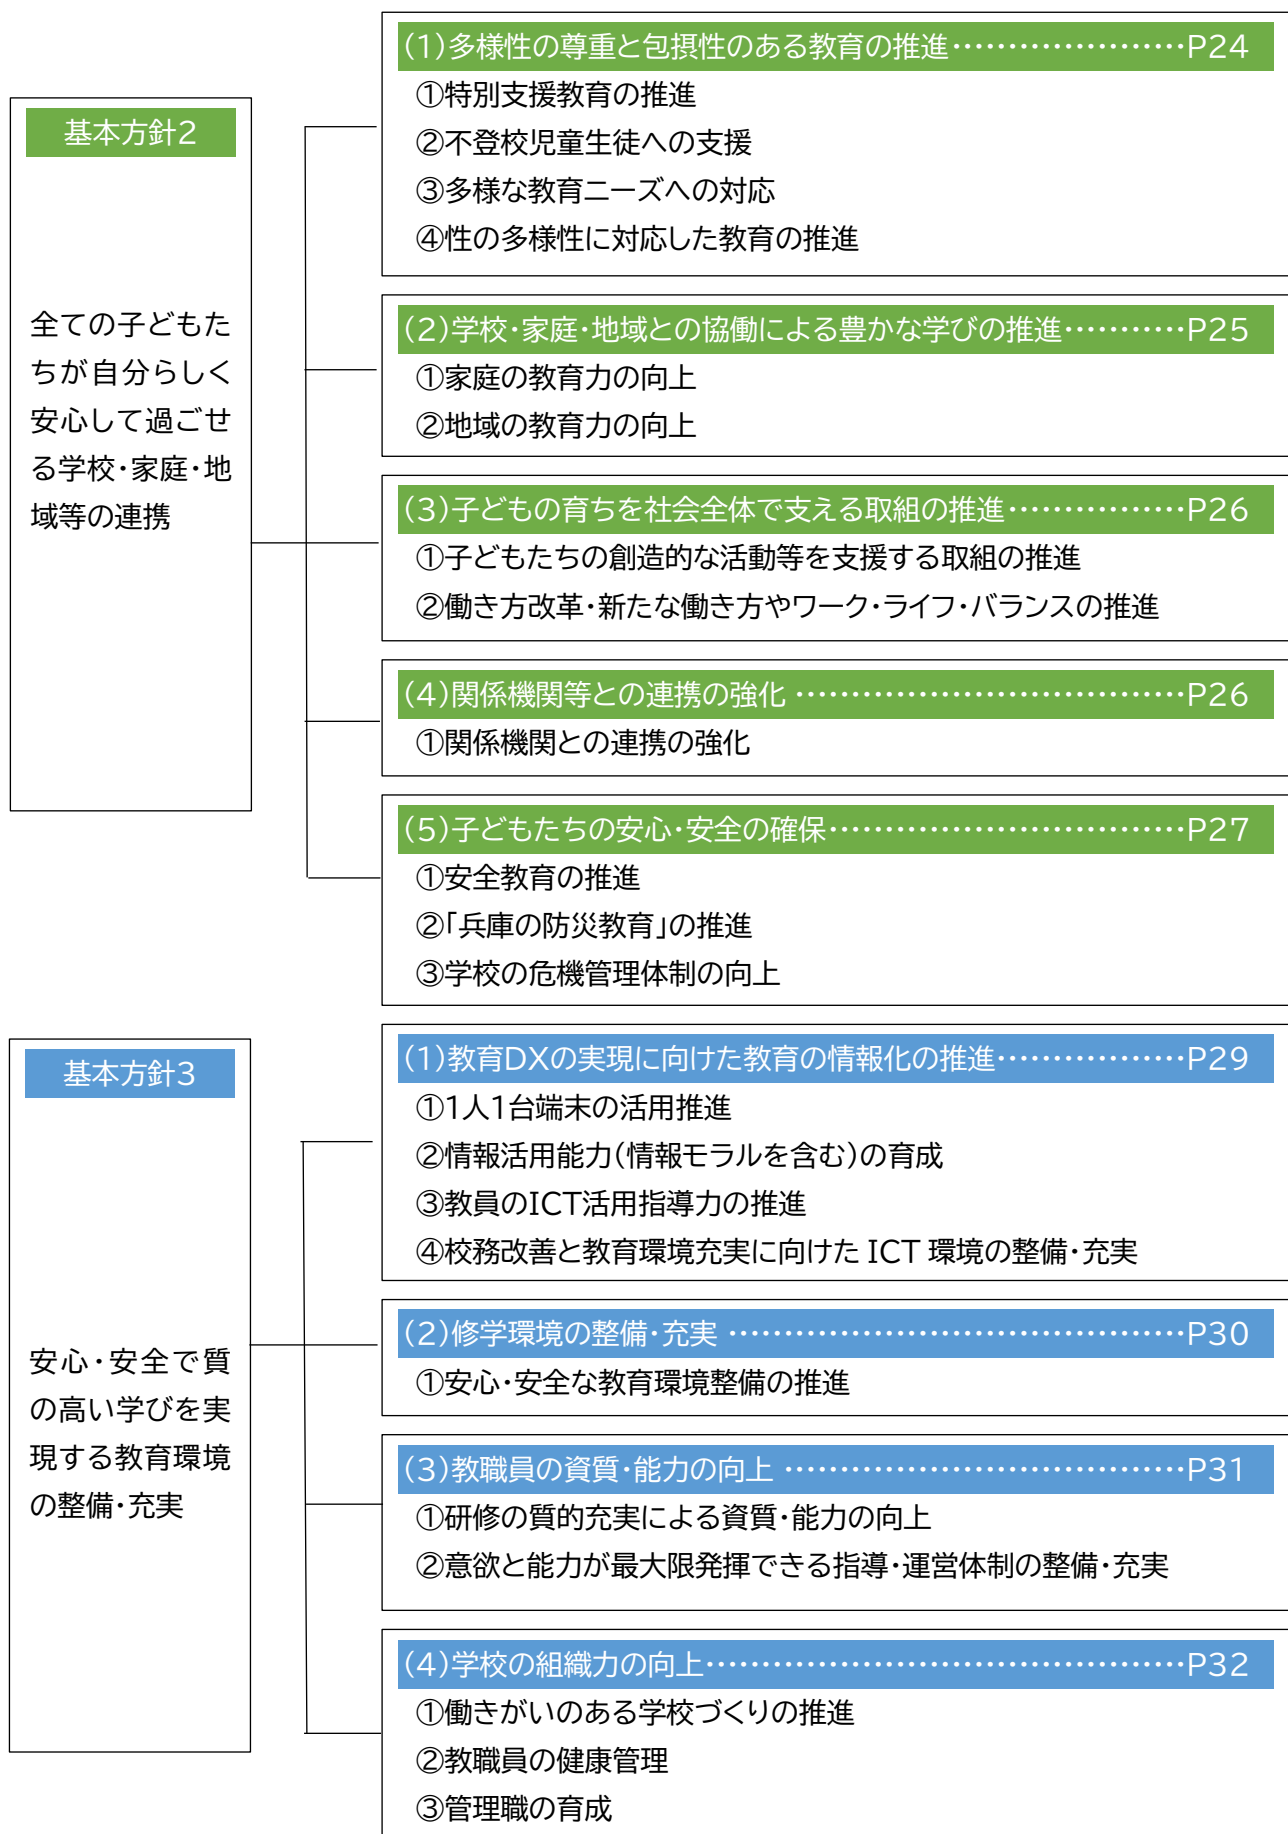 基本方針2
全ての子どもた
ちが自分らしく
安心して過ごせ
る学校・家庭・地
域等の連携
(1)多様性の尊重と包摂性のある教育の推進…………………P24
①特別支援教育の推進
②不登校児童生徒への支援
③多様な教育ニーズへの対応
④性の多様性に対応した教育の推進
(2)学校・家庭・地域との協働による豊かな学びの推進…………P25
①家庭の教育力の向上
②地域の教育力の向上
(3)子どもの育ちを社会全体で支える取組の推進………………P26
①子どもたちの創造的な活動等を支援する取組の推進
②働き方改革・新たな働き方やワーク・ライフ・バランスの推進
(4)関係機関等との連携の強化 ……………………………………P26
①関係機関との連携の強化
(5)子どもたちの安心・安全の確保…………………………………P27
①安全教育の推進
②「兵庫の防災教育」の推進
③学校の危機管理体制の向上
基本方針3
安心・安全で質
の高い学びを実
現する教育環境
の整備・充実
(1)教育DXの実現に向けた教育の情報化の推進………………P29
①1人1台端末の活用推進
②情報活用能力(情報モラルを含む)の育成
③教員のICT活用指導力の推進
④校務改善と教育環境充実に向けた ICT 環境の整備・充実
(2)修学環境の整備・充実 …………………………………………P30
①安心・安全な教育環境整備の推進
(3)教職員の資質・能力の向上 ……………………………………P31
①研修の質的充実による資質・能力の向上
②意欲と能力が最大限発揮できる指導・運営体制の整備・充実
(4)学校の組織力の向上……………………………………………P32
①働きがいのある学校づくりの推進
②教職員の健康管理
③管理職の育成